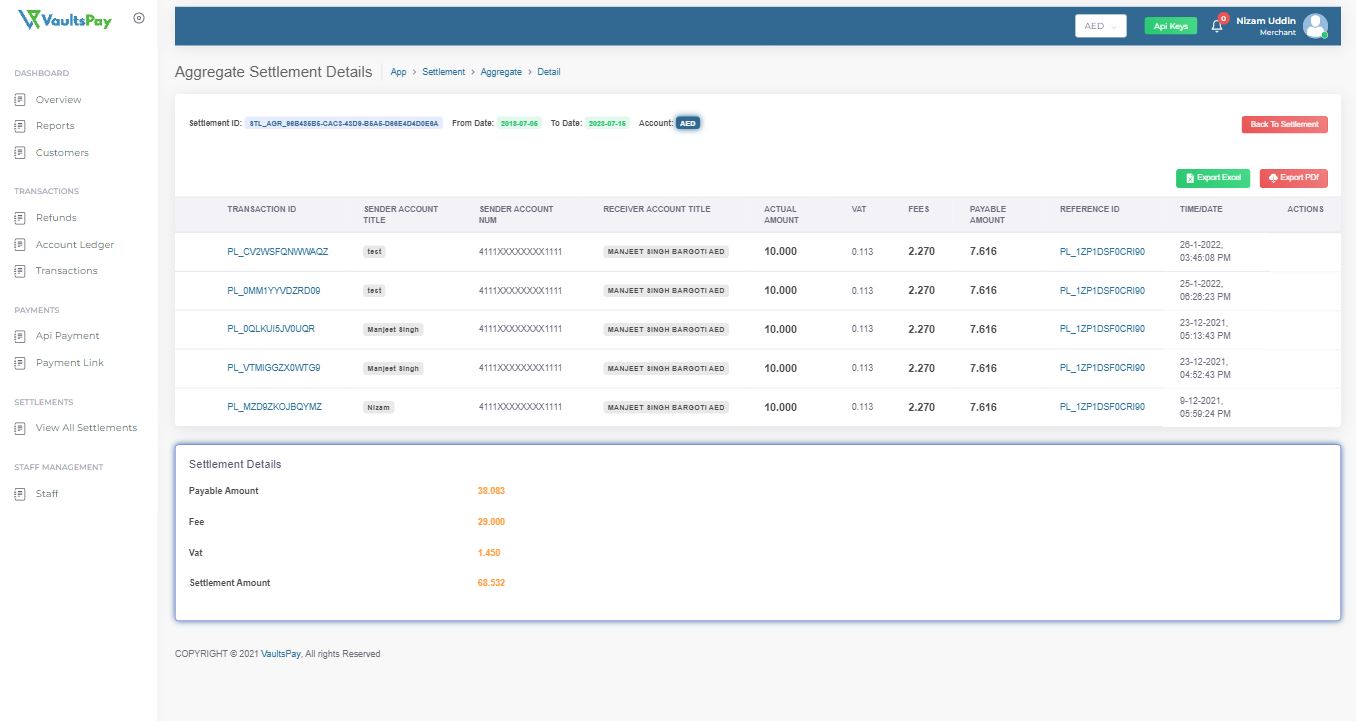 VaultsPay
AED
Api Keys
0
Nizam Uddin
Merchant
DASHBOARD
Overview
Reports
Customers
TRANSACTIONS
Refunds
Account Ledger
Transactions
PAYMENTS
Api Payment
Payment Link
SETTLEMENTS
View All Settlements
STAFF MANAGEMENT
Staff
Aggregate Settlement Details
App > Settlement > Aggregate > Detail
Settlement ID: From Date: 2018-07-05 To Date: 2023-07-15 Account: AED
Back To Settlement
Export Excel Export PDf
TRANSACTION ID SENDER ACCOUNT TITLE SENDER ACCOUNT NUM RECEIVER ACCOUNT TITLE ACTUAL AMOUNT VAT FEES PAYABLE AMOUNT REFERENCE ID TIME/DATE ACTIONS
PL_CV2WSFQNWWAQZ test 4111XXXXXXXX1111 MANJEET SINGH BARGOTI AED 10.000 0.113 2.270 7.616 PL_1ZP1DSF0CRI90 26-1-2022, 03:45:08 PM
PL_0MM1YYVDZRD09 test 4111XXXXXXXX1111 MANJEET SINGH BARGOTI AED 10.000 0.113 2.270 7.616 PL_1ZP1DSF0CRI90 25-1-2022, 06:26:23 PM
PL_0QLKUI5JV0UQR Manjeet Singh 4111XXXXXXXX1111 MANJEET SINGH BARGOTI AED 10.000 0.113 2.270 7.616 PL_1ZP1DSF0CRI90 23-12-2021, 05:13:43 PM
PL_VTMIGGZX0WTG9 Manjeet Singh 4111XXXXXXXX1111 MANJEET SINGH BARGOTI AED 10.000 0.113 2.270 7.616 PL_1ZP1DSF0CRI90 23-12-2021, 04:52:43 PM
PL_MZD9ZKOJBQYMZ Nizam 4111XXXXXXXX1111 MANJEET SINGH BARGOTI AED 10.000 0.113 2.270 7.616 PL_1ZP1DSF0CRI90 9-12-2021, 05:59:24 PM
Settlement Details
Payable Amount 38.083
Fee 29.000
Vat 1.450
Settlement Amount 68.532
COPYRIGHT © 2021 VaultsPay, All rights Reserved